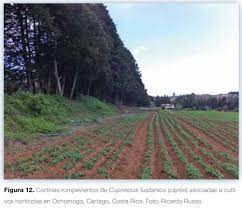 Figura 12. Cortinas rompevientos de Cupressus lusitanica (ciprés) asociadas a culti-
vos hortícolas en Ochomogo, Cartago, Costa Rica. Foto: Ricardo Russo.